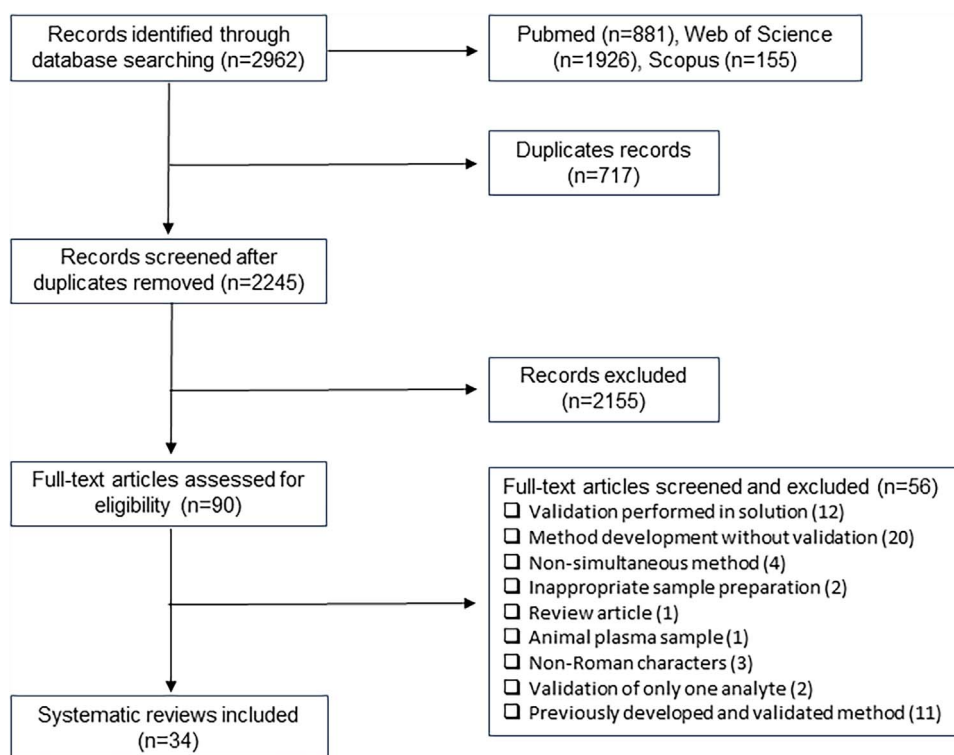 Records identified through
database searching (n=2962)
Pubmed (n=881), Web of Science
(n=1926), Scopus (n=155)
Duplicates records
(n=717)
Records screened after
duplicates removed (n=2245)
Records excluded
(n=2155)
Full-text articles assessed for
eligibility (n=90)
Full-text articles screened and excluded (n=56)
❑ Validation performed in solution (12)
❑ Method development without validation (20)
❑ Non-simultaneous method (4)
❑ Inappropriate sample preparation (2)
❑ Review article (1)
❑ Animal plasma sample (1)
❑ Non-Roman characters (3)
❑ Validation of only one analyte (2)
❑ Previously developed and validated method (11)
Systematic reviews included
(n=34)